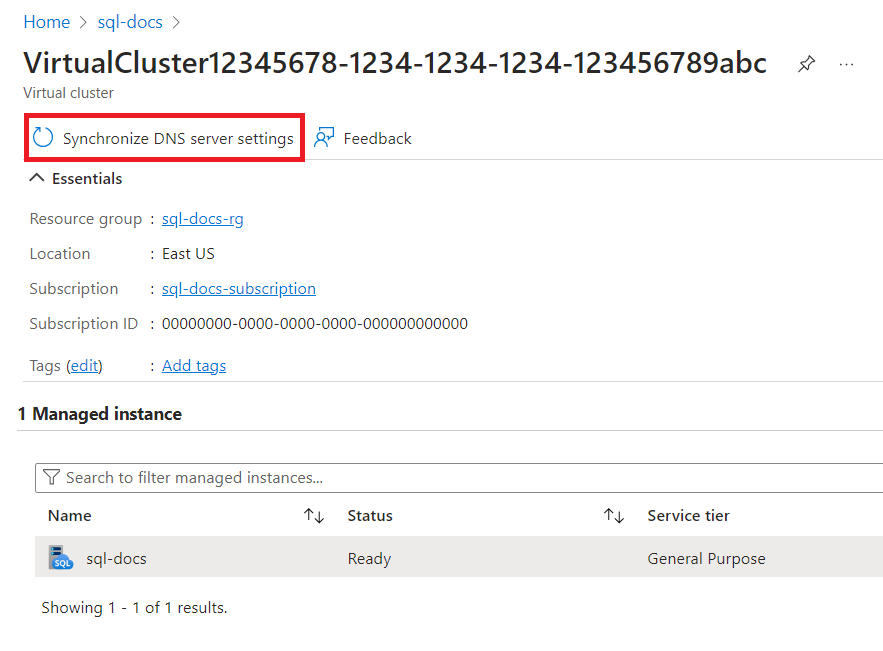 Home > sql-docs >
VirtualCluster12345678-1234-1234-1234-123456789abc
Virtual cluster
Synchronize DNS server settings Feedback
Essentials
Resource group : sql-docs-rg
Location : East US
Subscription : sql-docs-subscription
Subscription ID : 00000000-0000-0000-0000-000000000000
Tags (edit) : Add tags
1 Managed instance
Search to filter managed instances...
Name Status Service tier
SQL sql-docs Ready General Purpose
Showing 1 - 1 of 1 results.